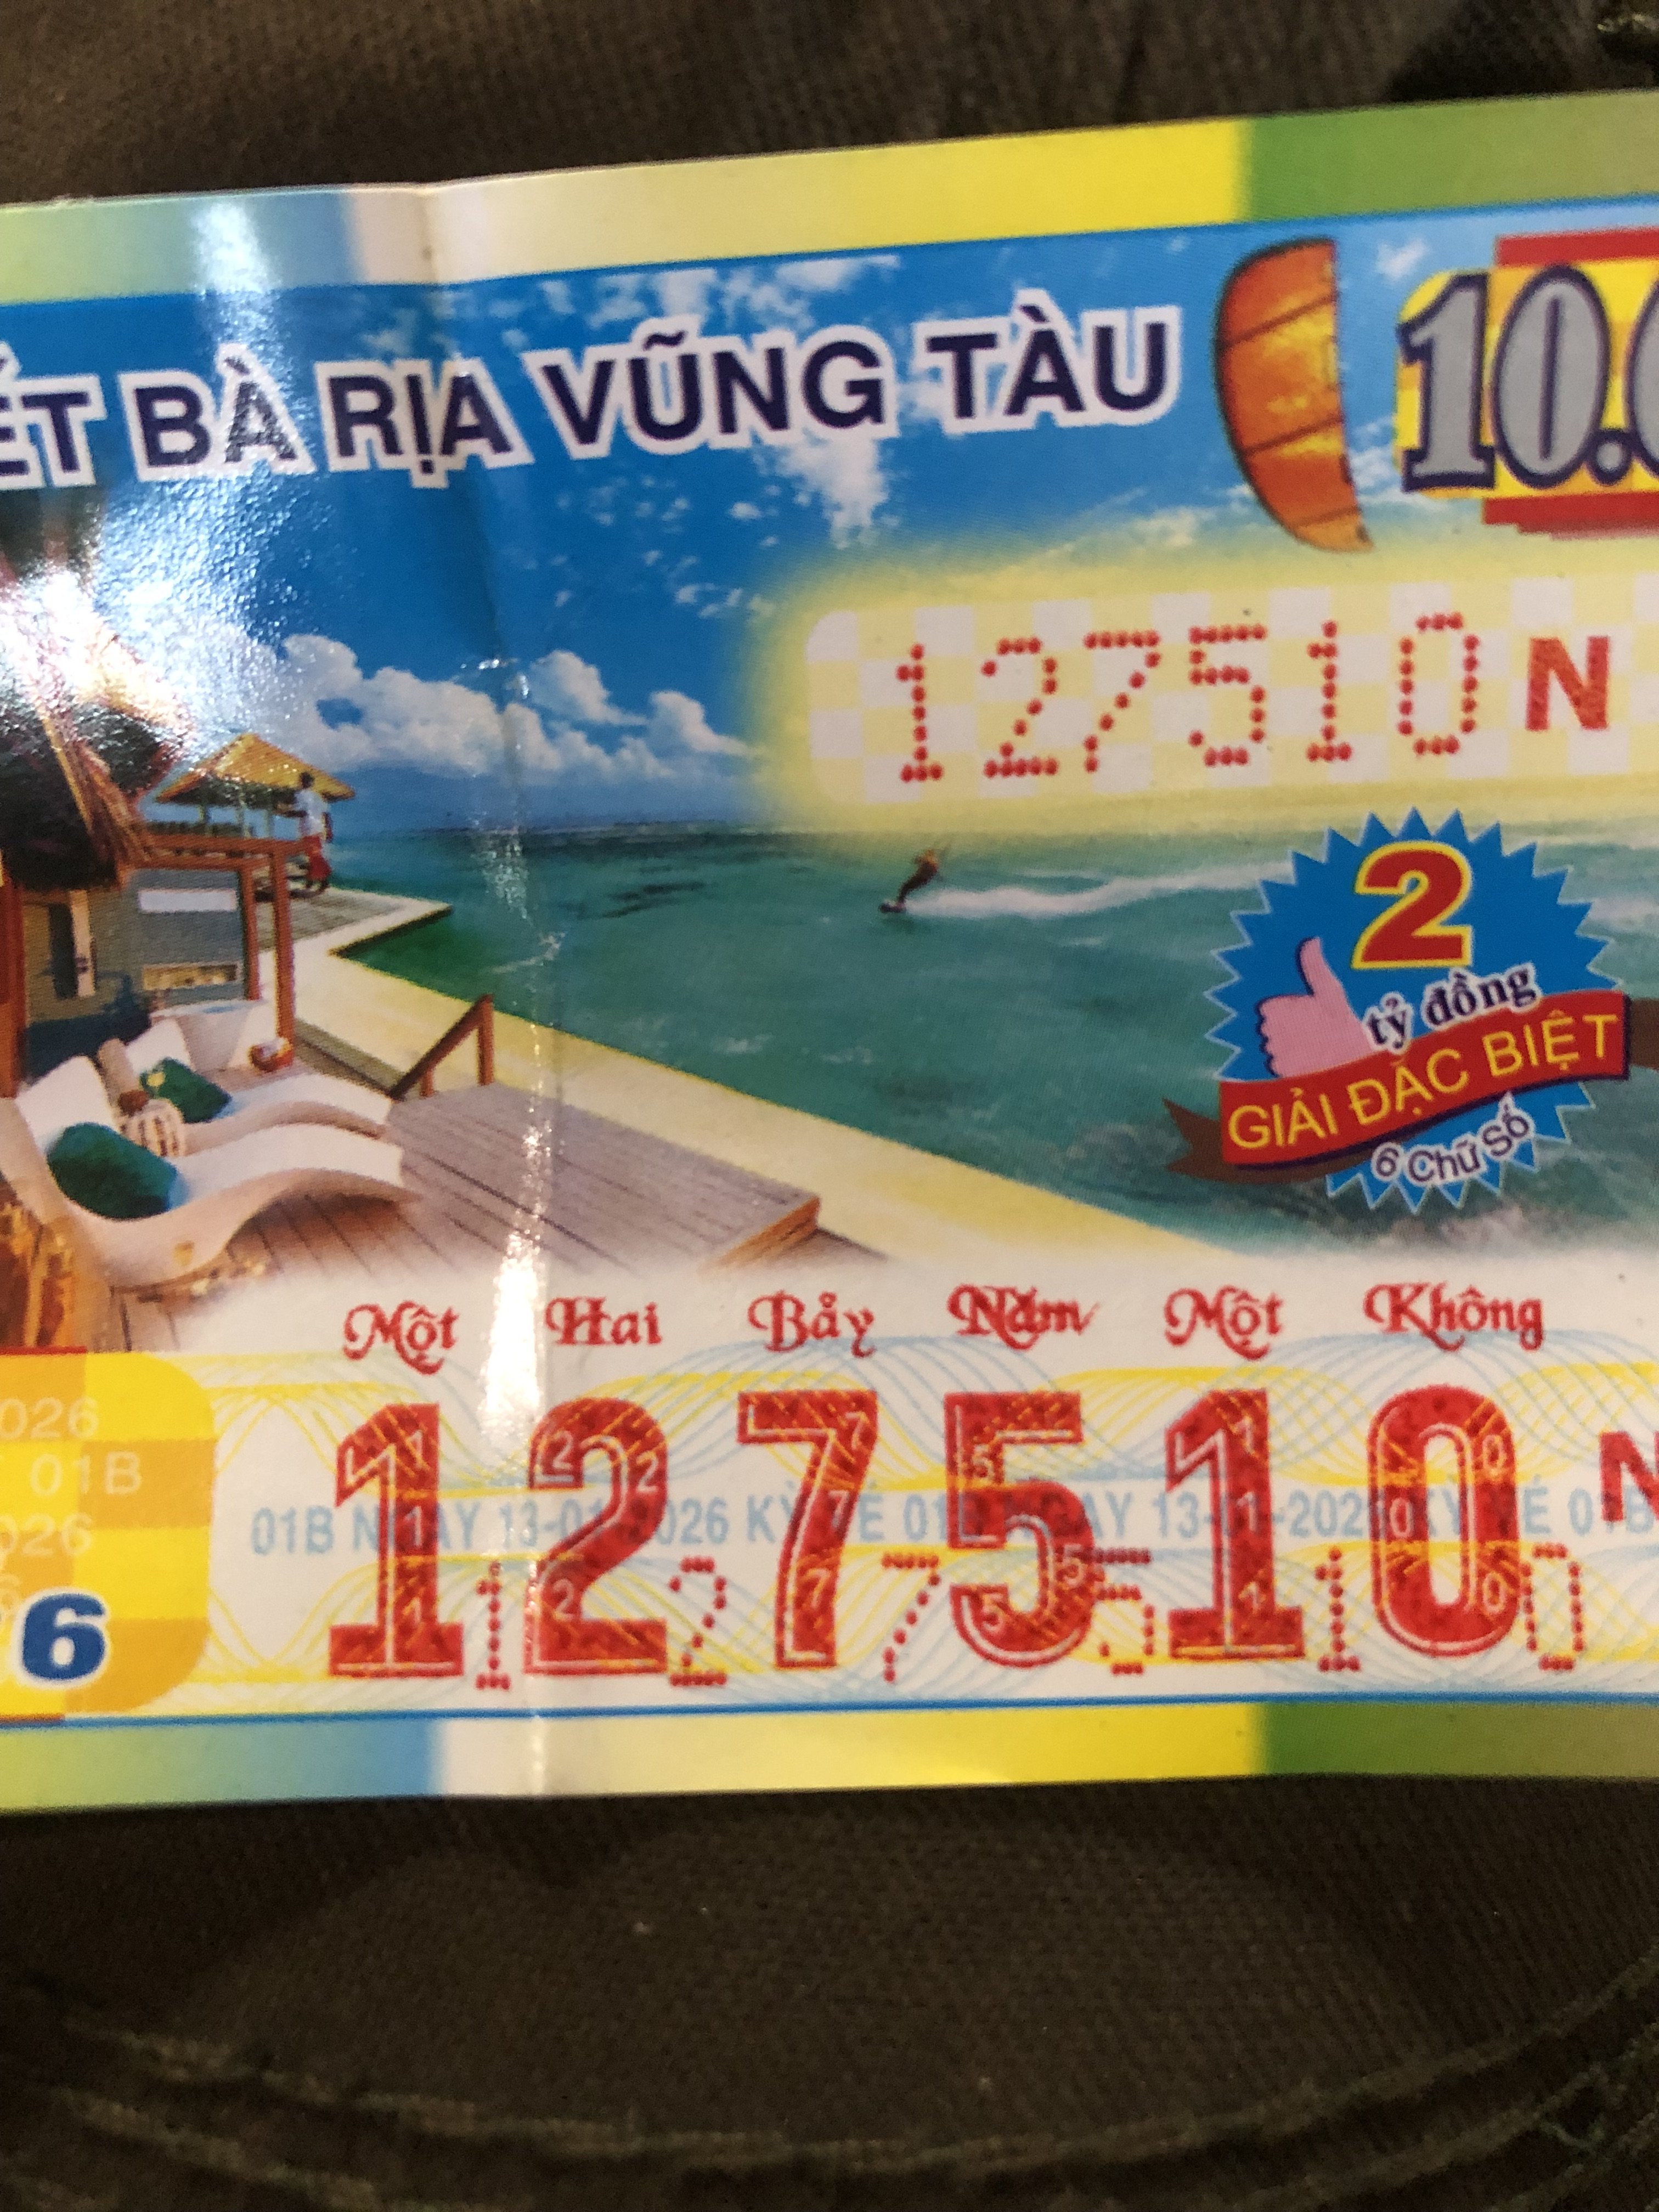 ẾT BÀ RỊA VŨNG TÀU
10.
127510 N
2
tỷ đồng
GIẢI ĐẶC BIỆT
6 Chữ Số
Một Hai Bảy Năm Một Không
127510 N
026
01B
026
6
01B NGÀY 13-01-2026 KỲ VÉ 01B NGÀY 13-01-2026 KỲ VÉ 01B
127510